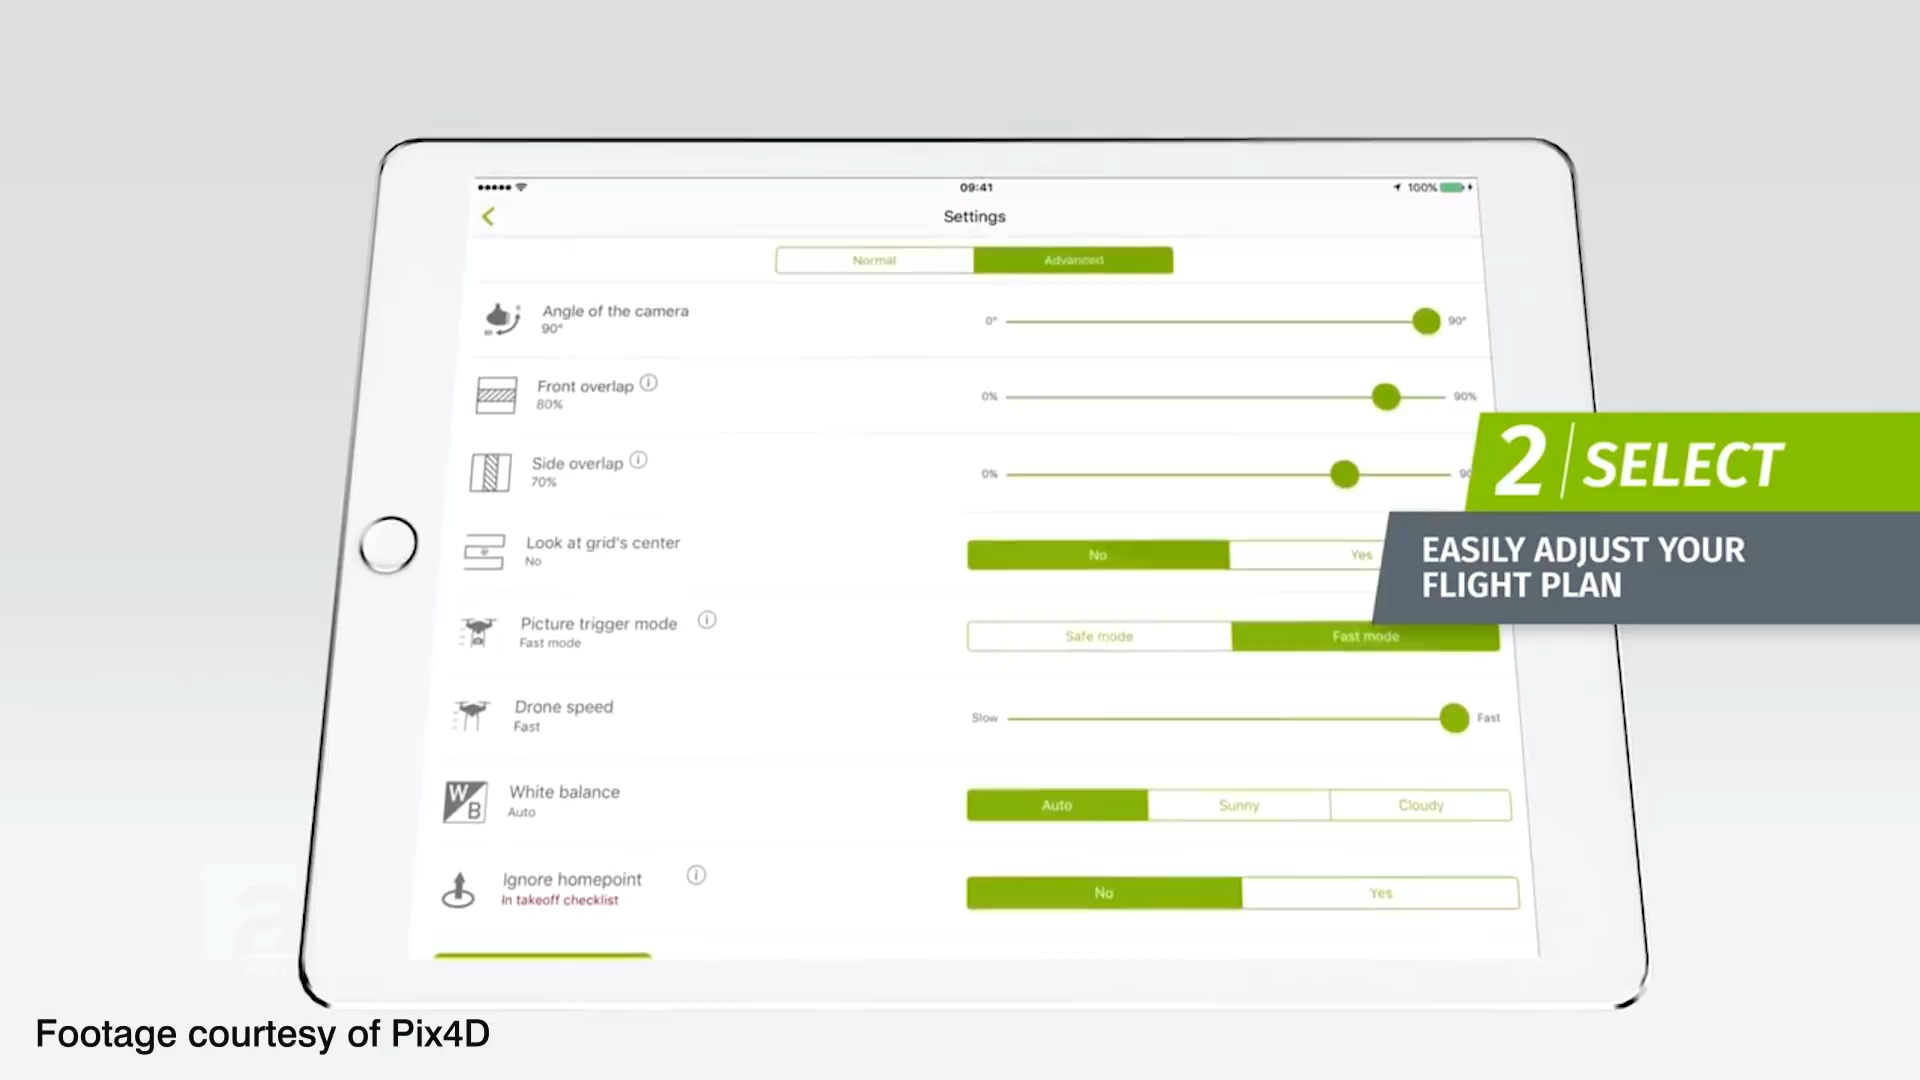 09:41
100%
Settings
Normal
Advanced
Angle of the camera
90°
0°
90°
Front overlap
80%
0%
90%
Side overlap
70%
0%
2 SELECT
EASILY ADJUST YOUR
FLIGHT PLAN
Look at grid's center
No
No
Yes
Picture trigger mode
Fast mode
Safe mode
Fast mode
Drone speed
Fast
Slow
Fast
White balance
Auto
WB
Auto
Sunny
Cloudy
Ignore homepoint
In takeoff checklist
No
Yes
Footage courtesy of Pix4D